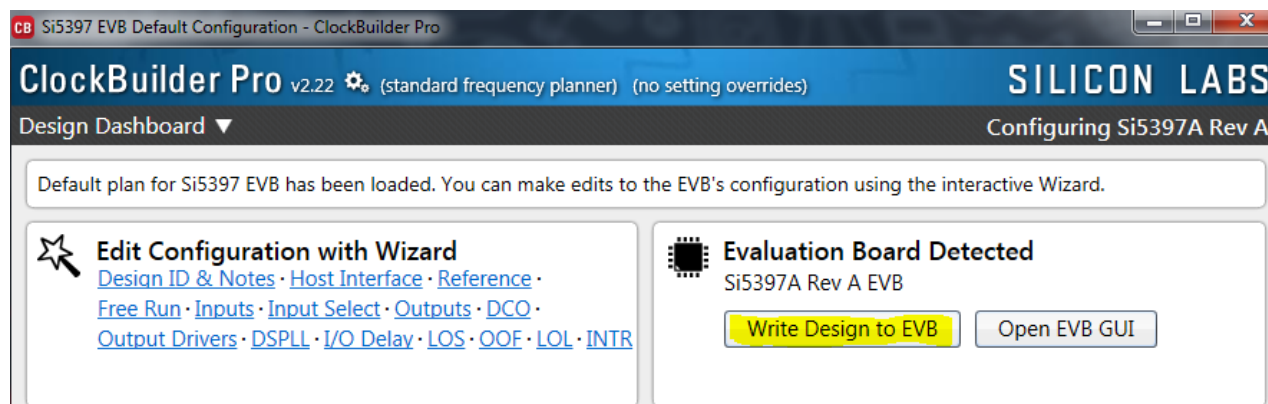 CB Si5397 EVB Default Configuration - ClockBuilder Pro
ClockBuilder Pro v2.22 (standard frequency planner) (no setting overrides) SILICON LABS
Design Dashboard ▼ Configuring Si5397A Rev A
Default plan for Si5397 EVB has been loaded. You can make edits to the EVB's configuration using the interactive Wizard.
Edit Configuration with Wizard
Design ID & Notes · Host Interface · Reference ·
Free Run · Inputs · Input Select · Outputs · DCO ·
Output Drivers · DSPLL · I/O Delay · LOS · OOF · LOL · INTR
Evaluation Board Detected
Si5397A Rev A EVB
Write Design to EVB Open EVB GUI